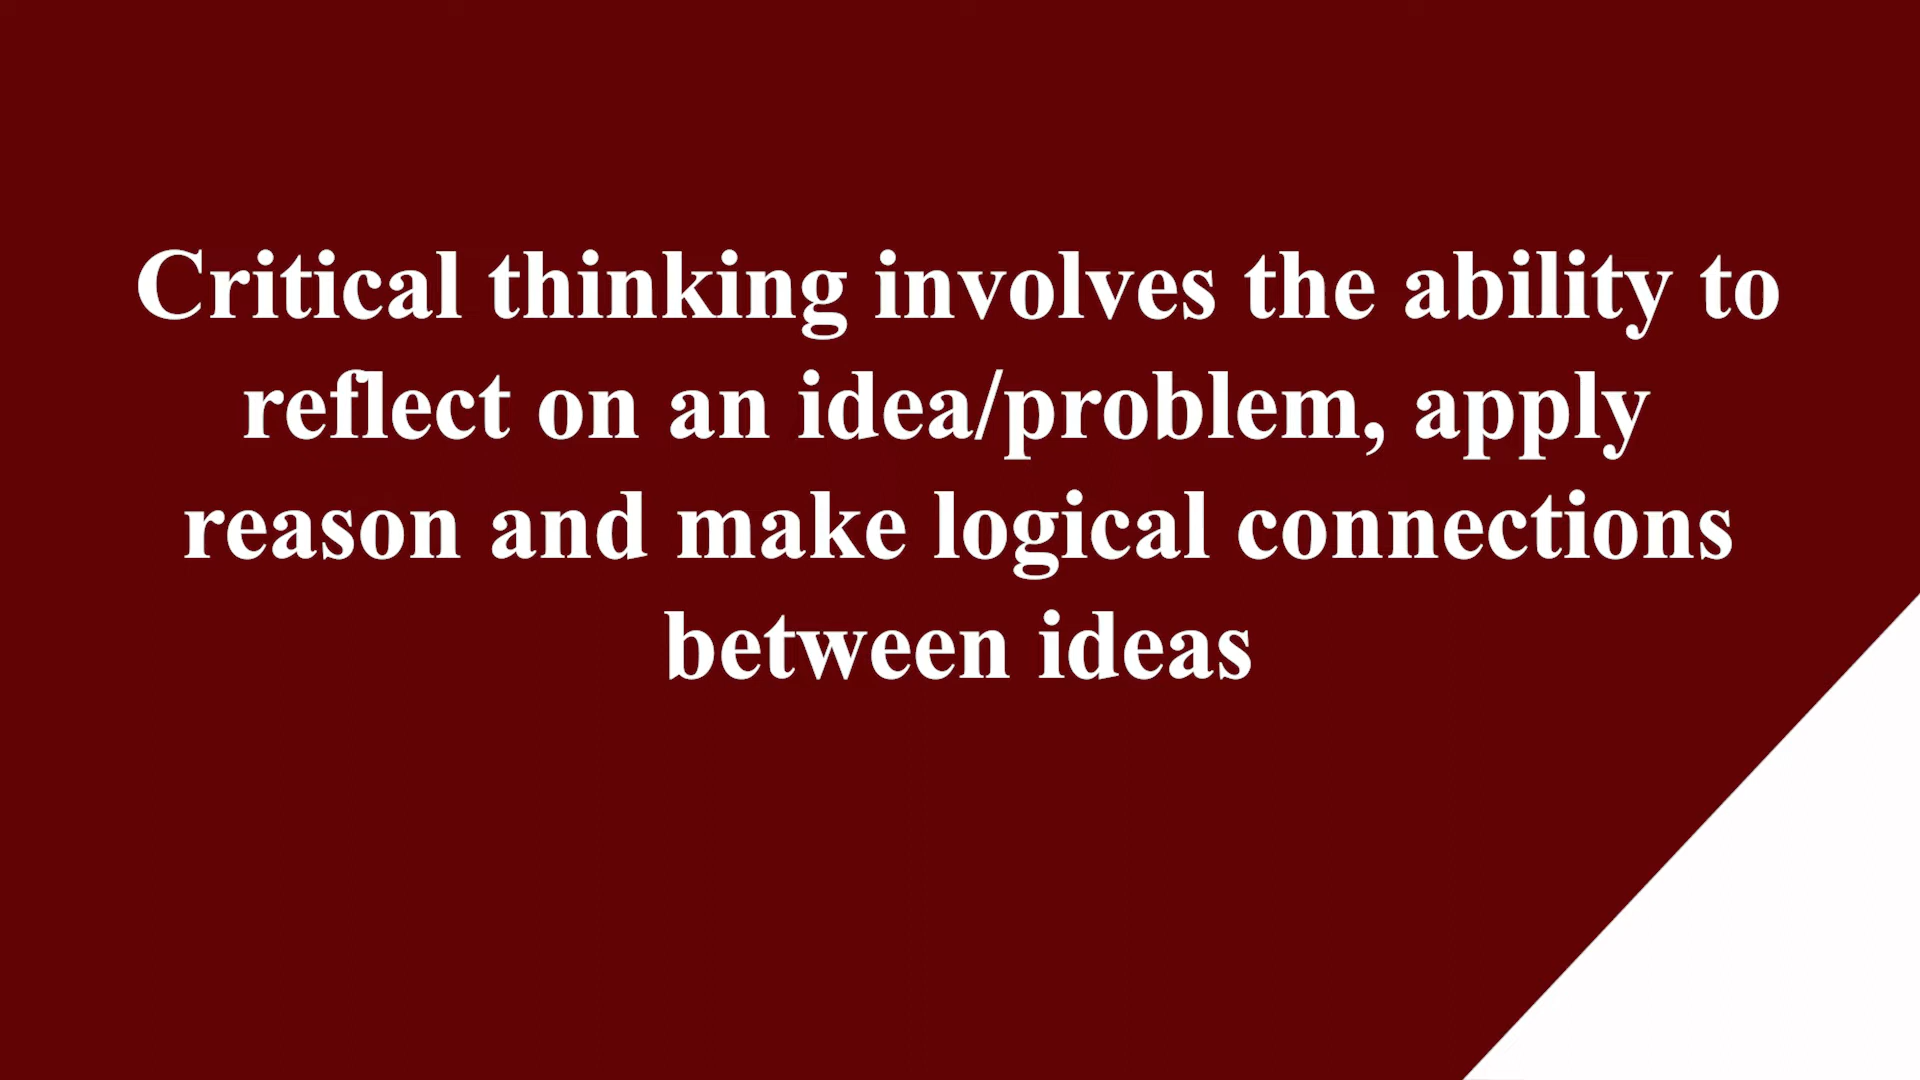 Critical thinking involves the ability to
reflect on an idea/problem, apply
reason and make logical connections
between ideas